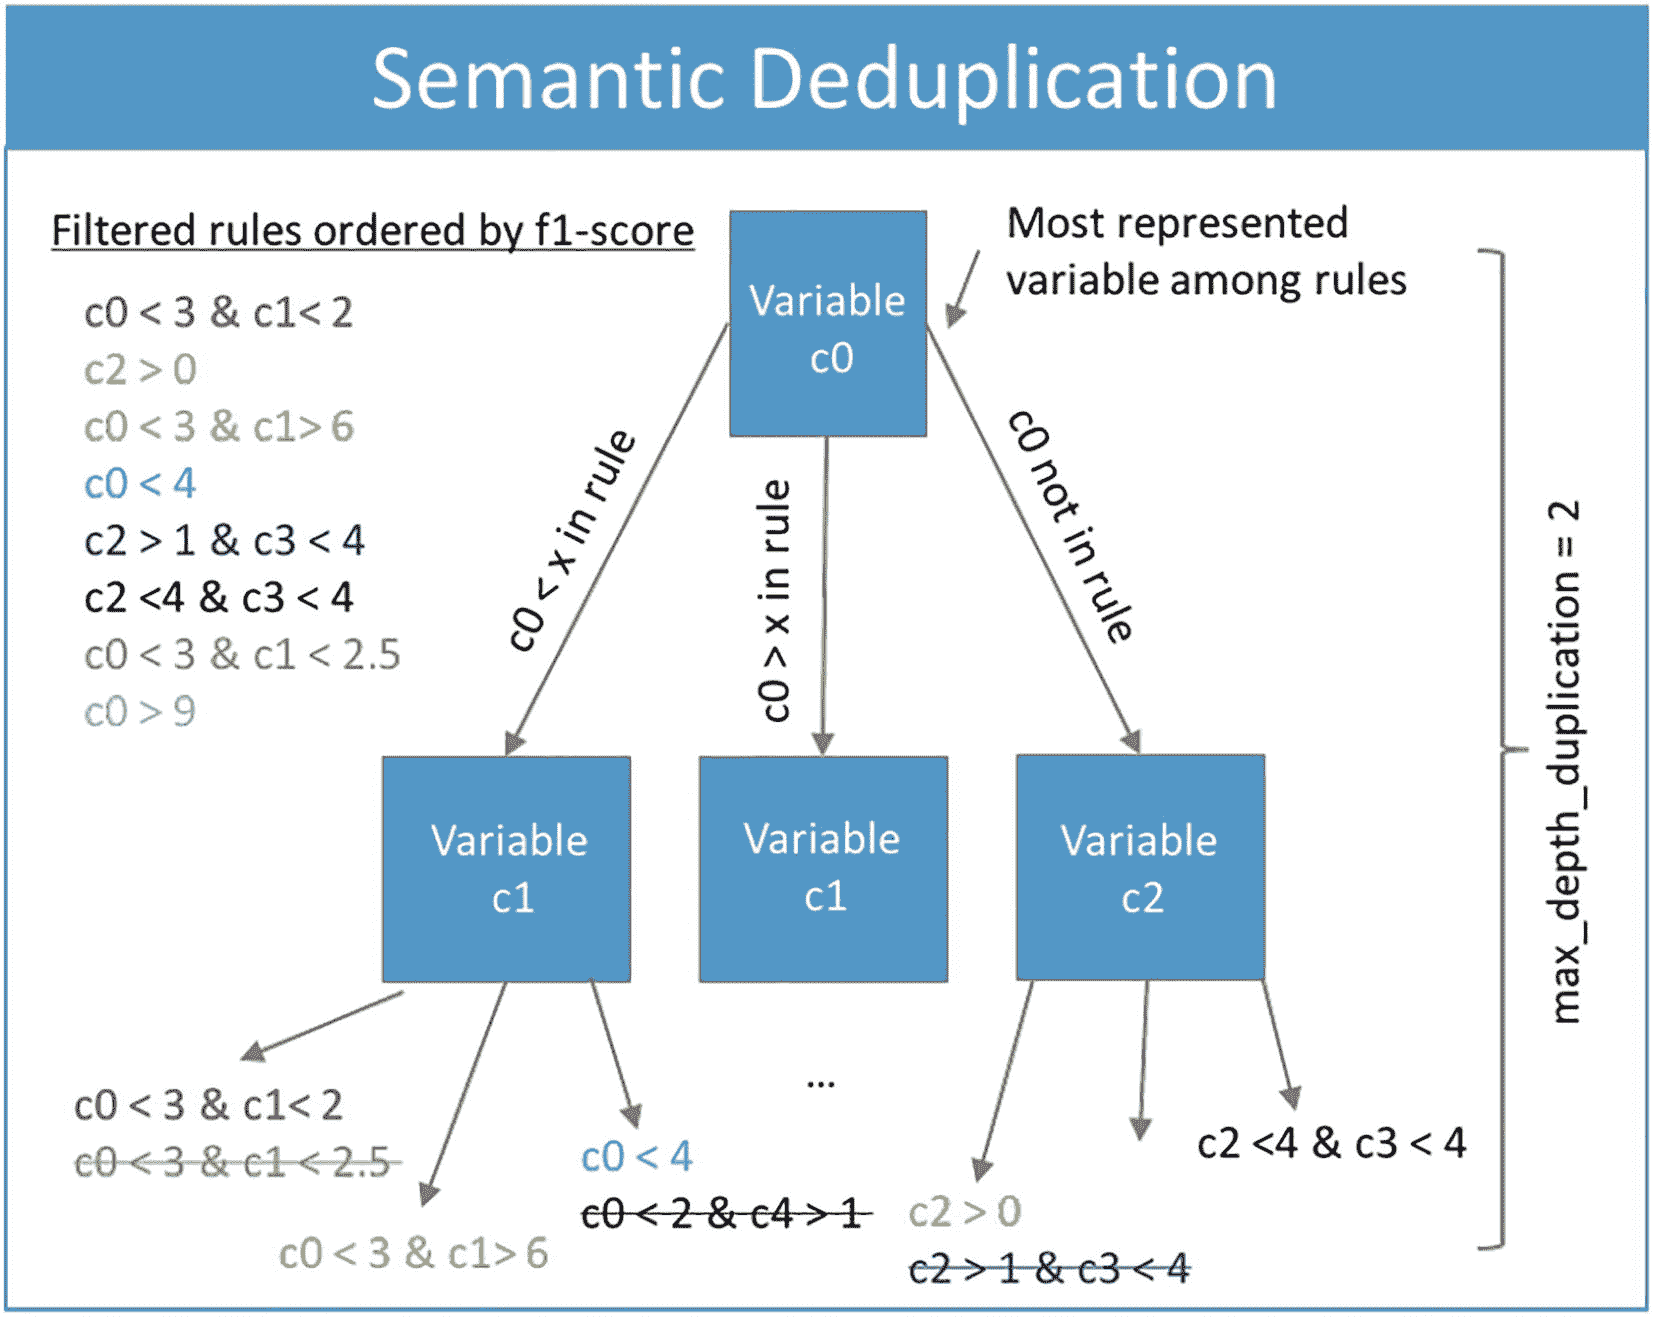 Semantic Deduplication
Filtered rules ordered by f1-score
c0 < 3 & c1< 2
c2 > 0
c0 < 3 & c1> 6
c0 < 4
c2 > 1 & c3 < 4
c2 <4 & c3 < 4
c0 < 3 & c1 < 2.5
c0 > 9
Variable
c0
Most represented
variable among rules
c0 < x in rule
c0 > x in rule
c0 not in rule
max_depth_duplication = 2
Variable
c1
Variable
c1
Variable
c2
c0 < 3 & c1< 2
c0 < 3 & c1 < 2.5
c0 < 3 & c1> 6
c0 < 4
c0 < 2 & c4 > 1
...
c2 > 0
c2 > 1 & c3 < 4
c2 <4 & c3 < 4